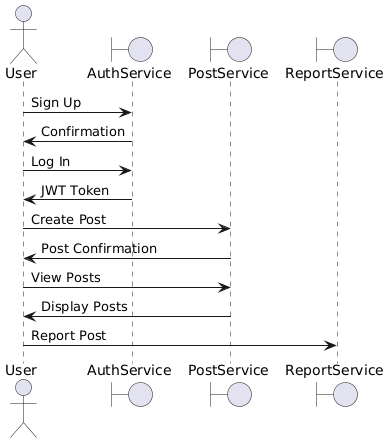 User AuthService PostService ReportService
Sign Up
Confirmation
Log In
JWT Token
Create Post
Post Confirmation
View Posts
Display Posts
Report Post
User AuthService PostService ReportService